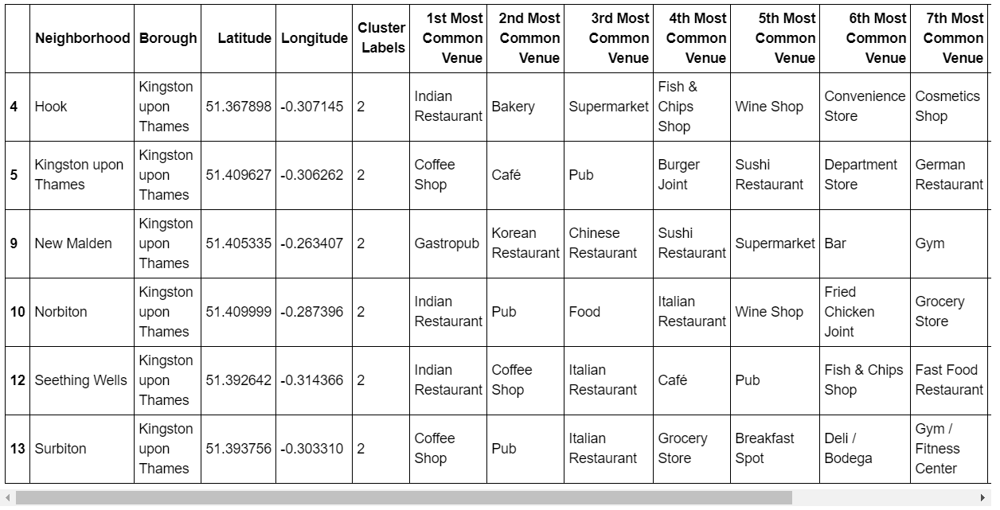 Neighborhood Borough Latitude Longitude Cluster Labels 1st Most Common Venue 2nd Most Common Venue 3rd Most Common Venue 4th Most Common Venue 5th Most Common Venue 6th Most Common Venue 7th Most Common Venue
4 Hook Kingston upon Thames 51.367898 -0.307145 2 Indian Restaurant Bakery Supermarket Fish & Chips Shop Wine Shop Convenience Store Cosmetics Shop
5 Kingston upon Thames Kingston upon Thames 51.409627 -0.306262 2 Coffee Shop Café Pub Burger Joint Sushi Restaurant Department Store German Restaurant
9 New Malden Kingston upon Thames 51.405335 -0.263407 2 Gastropub Korean Restaurant Chinese Restaurant Sushi Restaurant Supermarket Bar Gym
10 Norbiton Kingston upon Thames 51.409999 -0.287396 2 Indian Restaurant Pub Food Italian Restaurant Wine Shop Fried Chicken Joint Grocery Store
12 Seething Wells Kingston upon Thames 51.392642 -0.314366 2 Indian Restaurant Coffee Shop Italian Restaurant Café Pub Fish & Chips Shop Fast Food Restaurant
13 Surbiton Kingston upon Thames 51.393756 -0.303310 2 Coffee Shop Pub Italian Restaurant Grocery Store Breakfast Spot Deli / Bodega Gym / Fitness Center